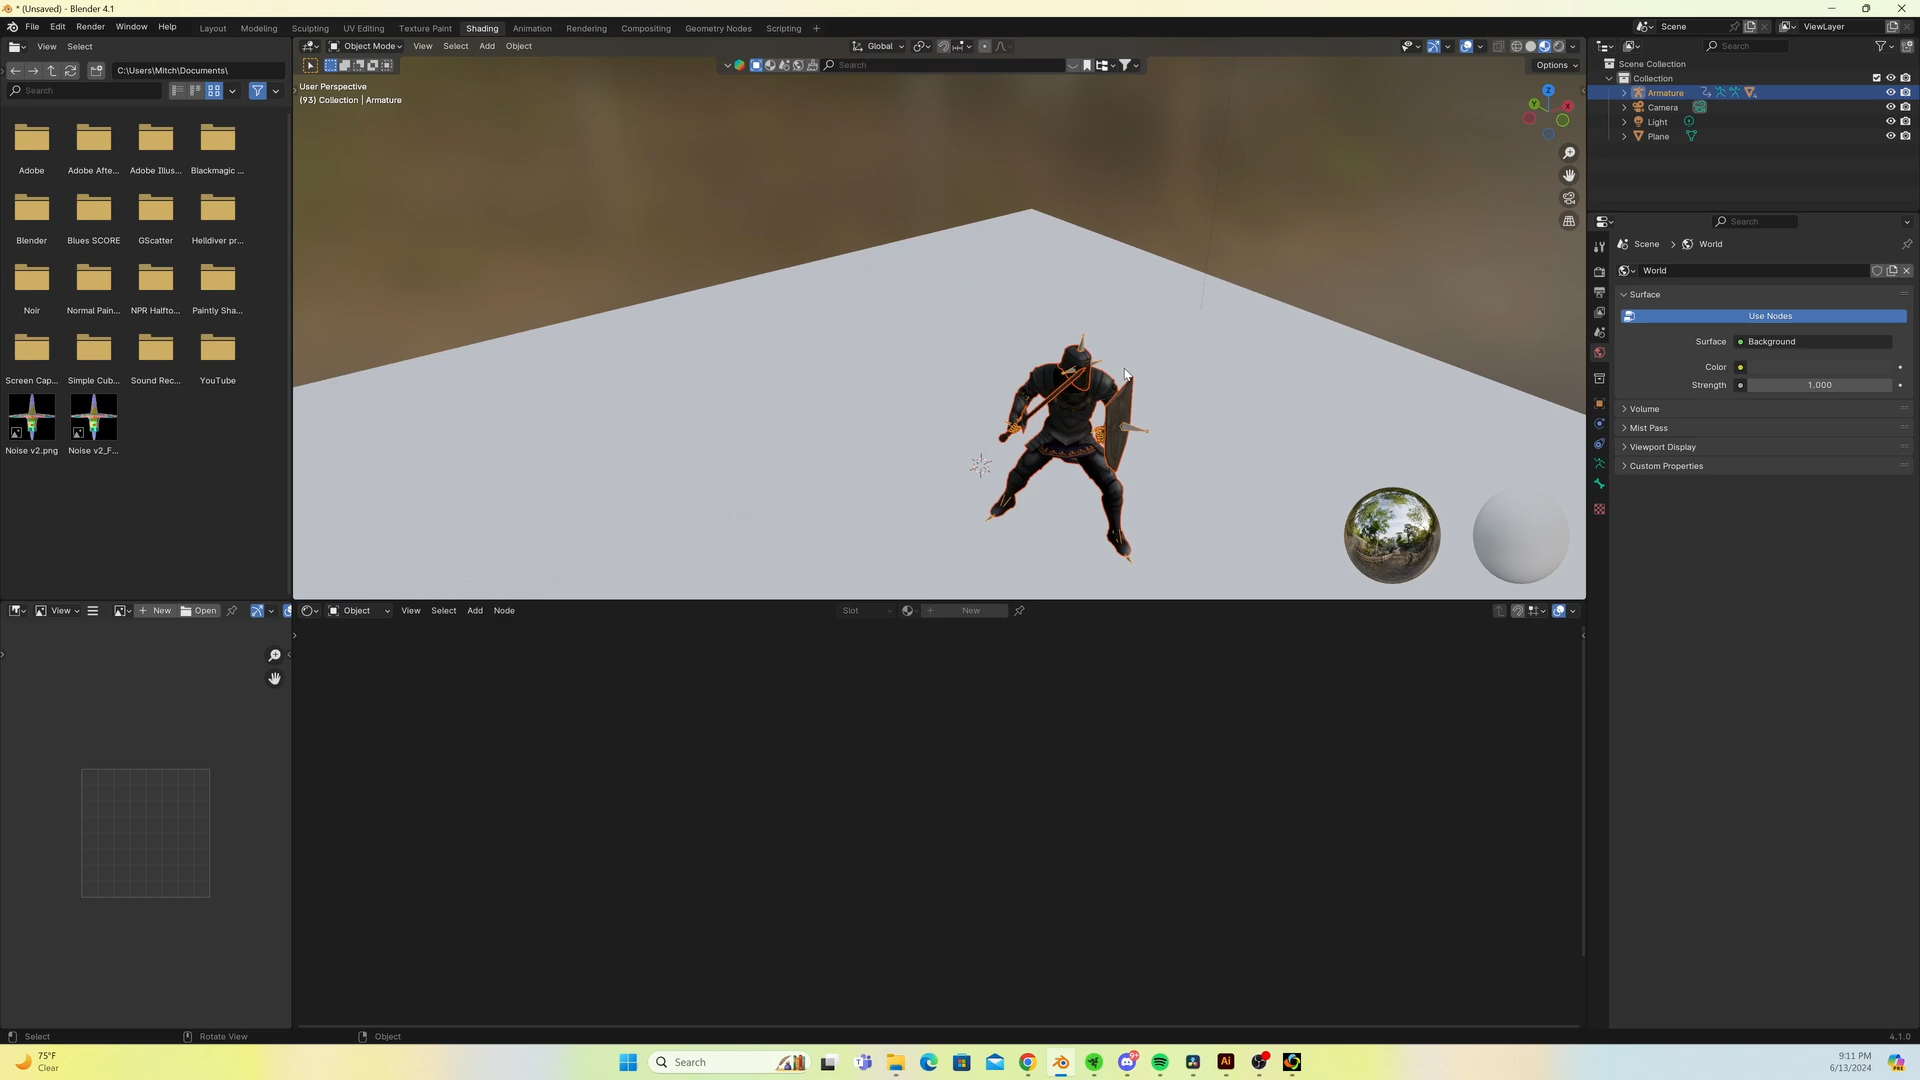 * (Unsaved) - Blender 4.1
File Edit Render Window Help Layout Modeling Sculpting UV Editing Texture Paint Shading Animation Rendering Compositing Geometry Nodes Scripting + Scene ViewLayer
View Select
Object Mode View Select Add Object Global
Search
C:\Users\Mitch\Documents\
Search
Search
Options
User Perspective
(93) Collection | Armature
Z
Y
X
Adobe Adobe Afte... Adobe Illus... Blackmagic ...
Blender Blues SCORE GScatter Helldiver pr...
Noir Normal Pain... NPR Halfto... Paintly Sha...
Screen Cap... Simple Cub... Sound Rec... YouTube
Noise v2.png Noise v2_F...
Scene Collection
Collection
Armature
Camera
Light
Plane
Search
Scene > World
World
Surface
Use Nodes
Surface Background
Color
Strength 1.000
Volume
Mist Pass
Viewport Display
Custom Properties
View New Open
Object View Select Add Node Slot New
Select Rotate View Object 4.1.0
75°F
Clear
Search
Ai
9+
PRE
9:11 PM
6/13/2024